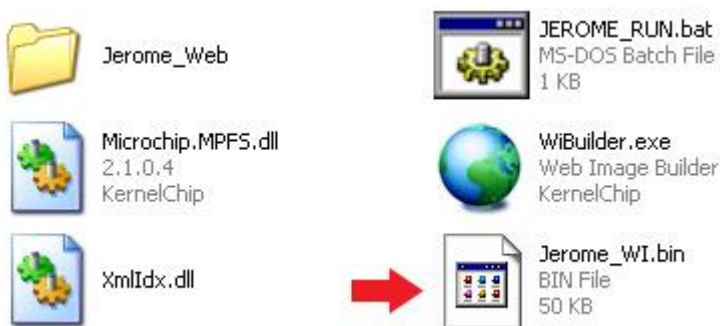 Jerome_Web
JEROME_RUN.bat
MS-DOS Batch File
1 KB
Microchip.MPFS.dll
2.1.0.4
KernelChip
WiBuilder.exe
Web Image Builder
KernelChip
XmlIdx.dll
Jerome_WI.bin
BIN File
50 KB